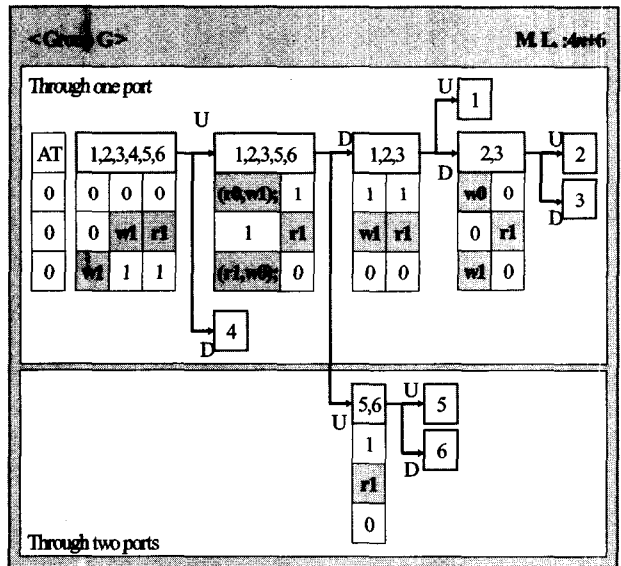 <Group G> M. L. :4n+6
Through one port
U 1
U D U
AT 1,2,3,4,5,6 1,2,3,5,6 1,2,3 2,3 2
D
0 0 0 0 (r0,w1); 1 1 1 w0 0 3
D
0 0 w1 r1 1 r1 w1 r1 0 r1
0 w1 1 1 (r1,w0); 0 0 0 w1 0
4
D
5,6 U 5
U
1 6
D
r1
0
Through two ports